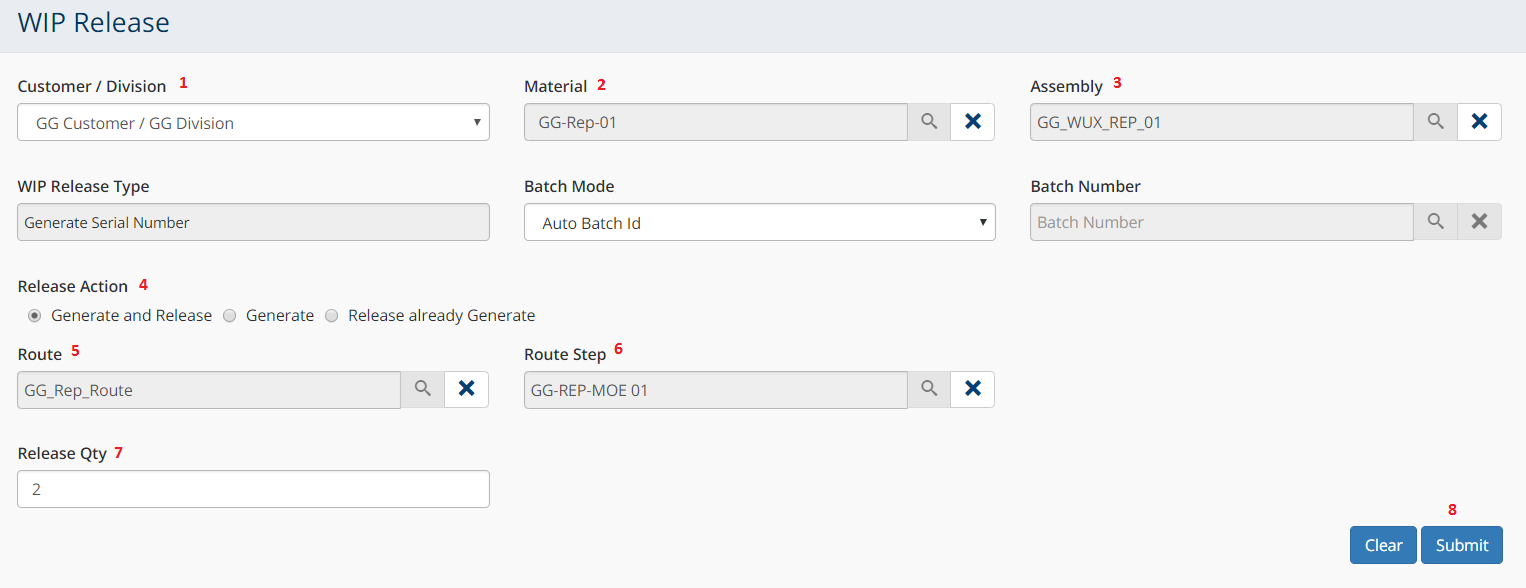 WIP Release
Customer / Division 1 Material 2 Assembly 3
GG Customer / GG Division GG-Rep-01 GG_WUX_REP_01
WIP Release Type Batch Mode Batch Number
Generate Serial Number Auto Batch Id Batch Number
Release Action 4
Generate and Release Generate Release already Generate
Route 5 Route Step 6
GG_Rep_Route GG-REP-MOE 01
Release Qty 7
2
8
Clear Submit